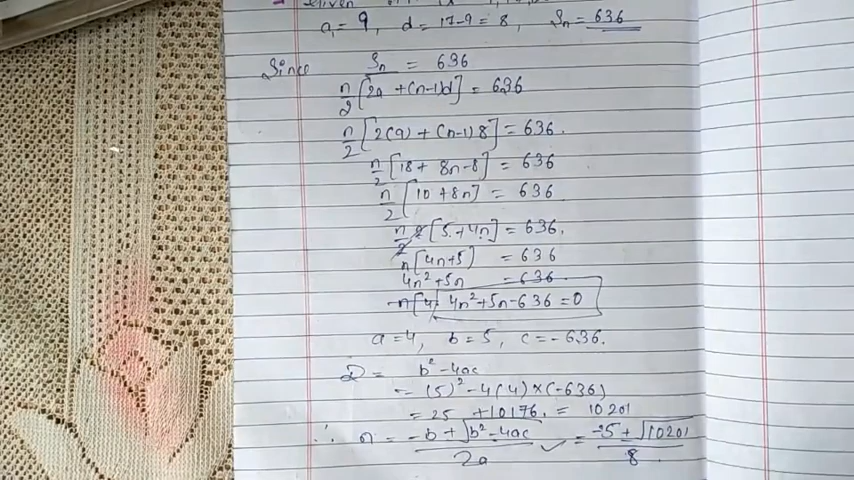 Given
a₁ = 9, d = 17-9 = 8, Sn = 636
Since Sn = 636
n/2 [2a + (n-1)d] = 636
n/2 [2(9) + (n-1)8] = 636.
n/2 [18 + 8n-8] = 636
n/2 [10 + 8n] = 636
n/2 2 [5 + 4n] = 636.
n [4n+5] = 636
4n² + 5n = 636
4n² + 5n - 636 = 0
a = 4, b = 5, c = -636.
D = b² - 4ac
= (5)² - 4(4) × (-636)
= 25 + 10176. = 10201
∴ n = -b + √b² - 4ac / 2a = -5 + √10201 / 8.